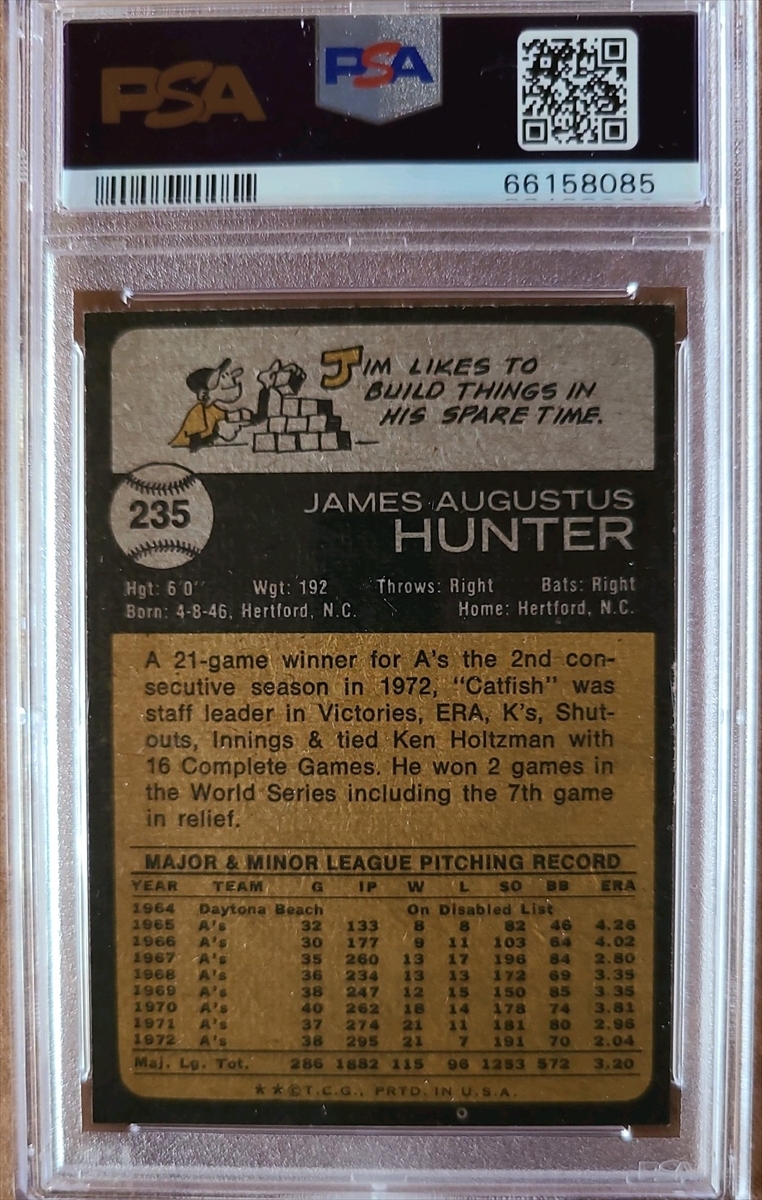 PSA
PSA
66158085
JIM LIKES TO
BUILD THINGS IN
HIS SPARE TIME.
235
JAMES AUGUSTUS
HUNTER
Hgt: 6'0" Wgt: 192 Throws: Right Bats: Right
Born: 4-8-46, Hertford, N.C. Home: Hertford, N.C.
A 21-game winner for A's the 2nd con-
secutive season in 1972, "Catfish" was
staff leader in Victories, ERA, K's, Shut-
outs, Innings & tied Ken Holtzman with
16 Complete Games. He won 2 games in
the World Series including the 7th game
in relief.
MAJOR & MINOR LEAGUE PITCHING RECORD
YEAR TEAM G IP W L SO BB ERA
1964 Daytona Beach On Disabled List
1965 A's 32 133 8 8 82 46 4.26
1966 A's 30 177 9 11 103 64 4.02
1967 A's 35 260 13 17 196 84 2.80
1968 A's 36 234 13 13 172 69 3.35
1969 A's 38 247 12 15 150 85 3.35
1970 A's 40 262 18 14 178 74 3.81
1971 A's 37 274 21 11 181 80 2.96
1972 A's 38 295 21 7 191 70 2.04
Maj. Lg. Tot. 286 1882 115 96 1253 572 3.20
★★©T.C.G., PRTD. IN U.S.A.
PSA